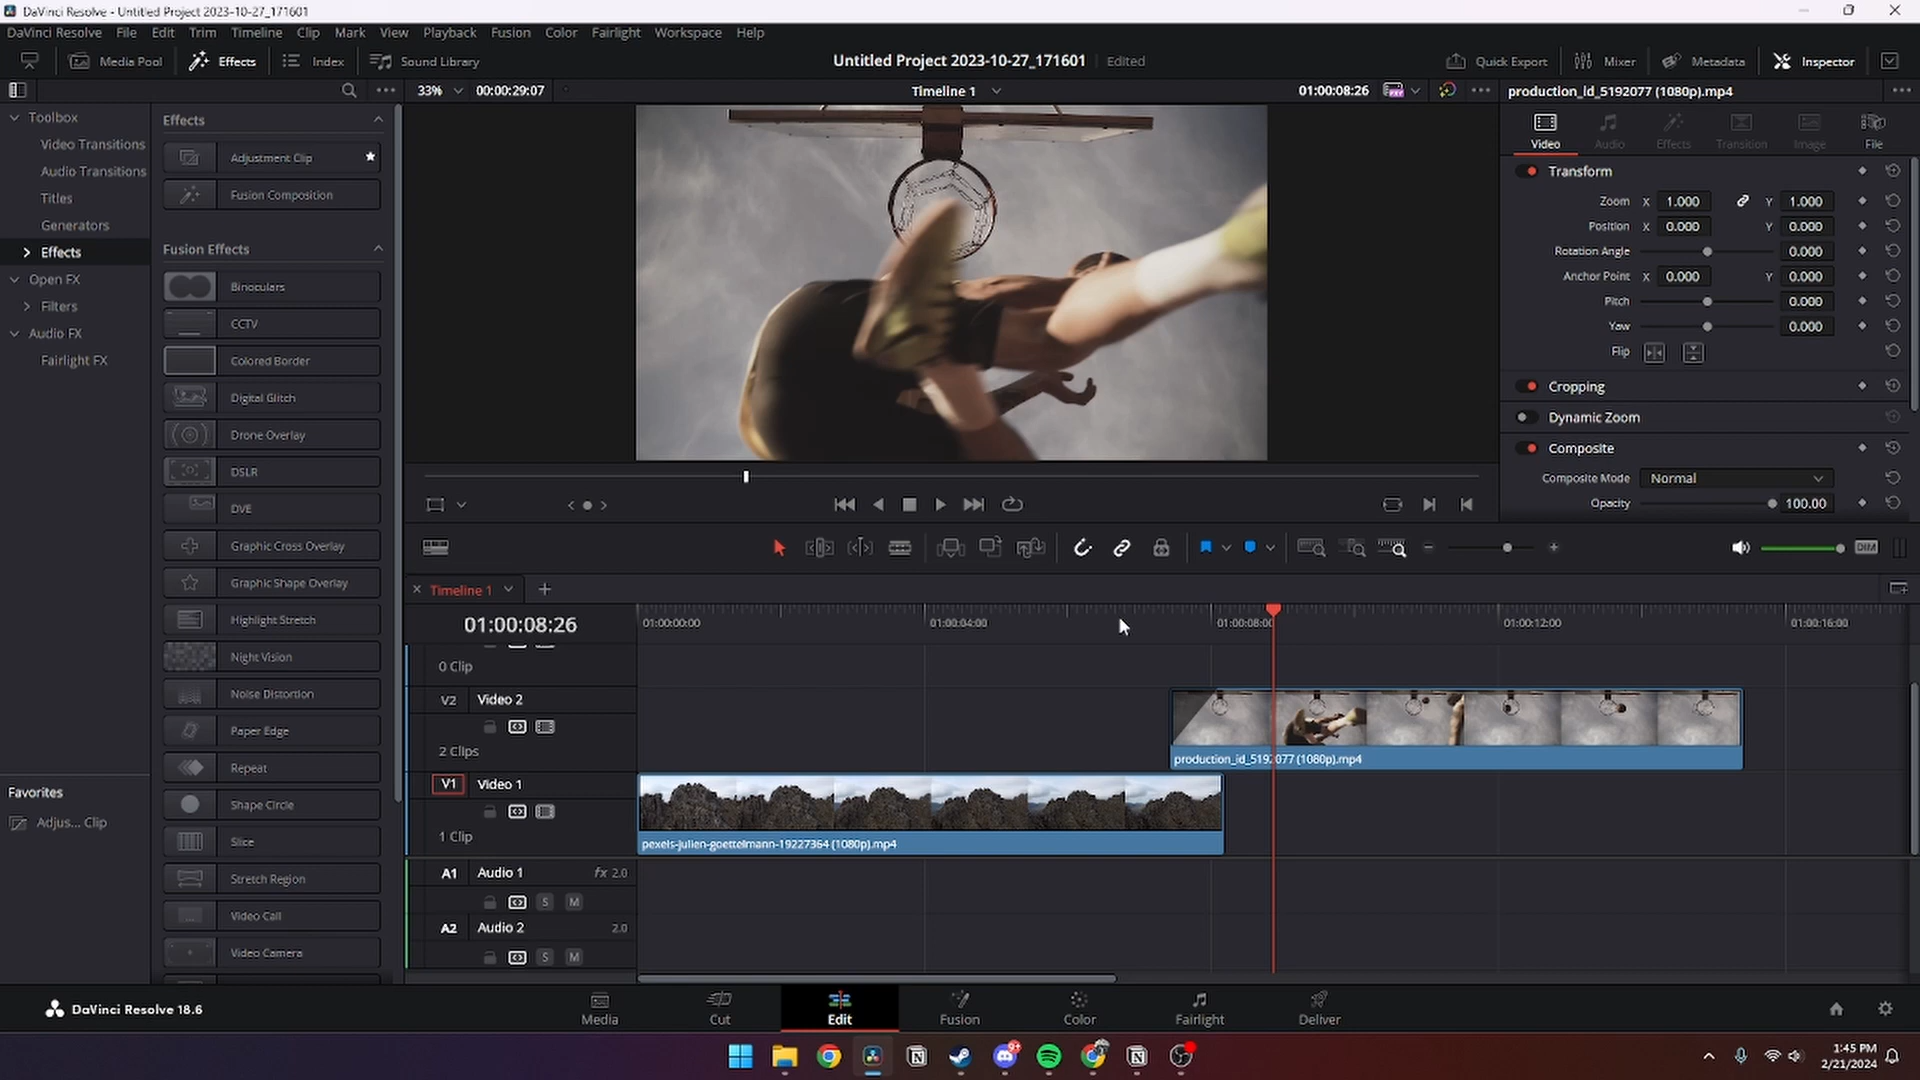 DaVinci Resolve - Untitled Project 2023-10-27_171601
DaVinci Resolve File Edit Trim Timeline Clip Mark View Playback Fusion Color Fairlight Workspace Help
Media Pool Effects Index Sound Library Untitled Project 2023-10-27_171601 Edited Quick Export Mixer Metadata Inspector
33% 00:00:29:07 Timeline 1 01:00:08:26 production_id_5192077 (1080p).mp4
Toolbox
Video Transitions
Audio Transitions
Titles
Generators
Effects
Open FX
Filters
Audio FX
Fairlight FX
Favorites
Adjus... Clip
Effects
Adjustment Clip
Fusion Composition
Fusion Effects
Binoculars
CCTV
Colored Border
Digital Glitch
Drone Overlay
DSLR
DVE
Graphic Cross Overlay
Graphic Shape Overlay
Highlight Stretch
Night Vision
Noise Distortion
Paper Edge
Repeat
Shape Circle
Slice
Stretch Region
Video Call
Video Camera
Video Audio Effects Transition Image File
Transform
Zoom X 1.000 Y 1.000
Position X 0.000 Y 0.000
Rotation Angle 0.000
Anchor Point X 0.000 Y 0.000
Pitch 0.000
Yaw 0.000
Flip
Cropping
Dynamic Zoom
Composite
Composite Mode Normal
Opacity 100.00
DIM
Timeline 1
01:00:08:26 01:00:00:00 01:00:04:00 01:00:08:00 01:00:12:00 01:00:16:00
0 Clip
V2 Video 2
2 Clips
production_id_5192077 (1080p).mp4
V1 Video 1
1 Clip
pexels-julien-goettelmann-19227364 (1080p).mp4
A1 Audio 1 fx 2.0
S M
A2 Audio 2 2.0
S M
DaVinci Resolve 18.6 Media Cut Edit Fusion Color Fairlight Deliver
9+
1:45 PM
2/21/2024